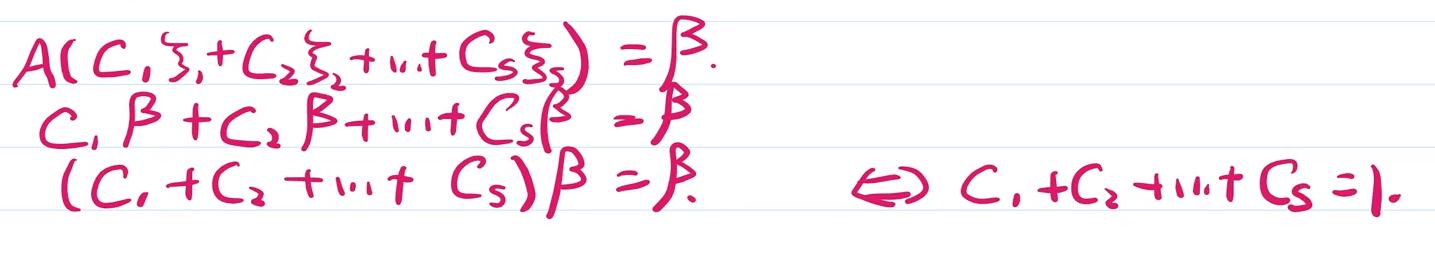 A(C₁ξ₁+C₂ξ₂+...+Csξs) = β.
C₁β+C₂β+...+Csβ = β
(C₁+C₂+...+Cs)β = β. ⇔ C₁+C₂+...+Cs=1.